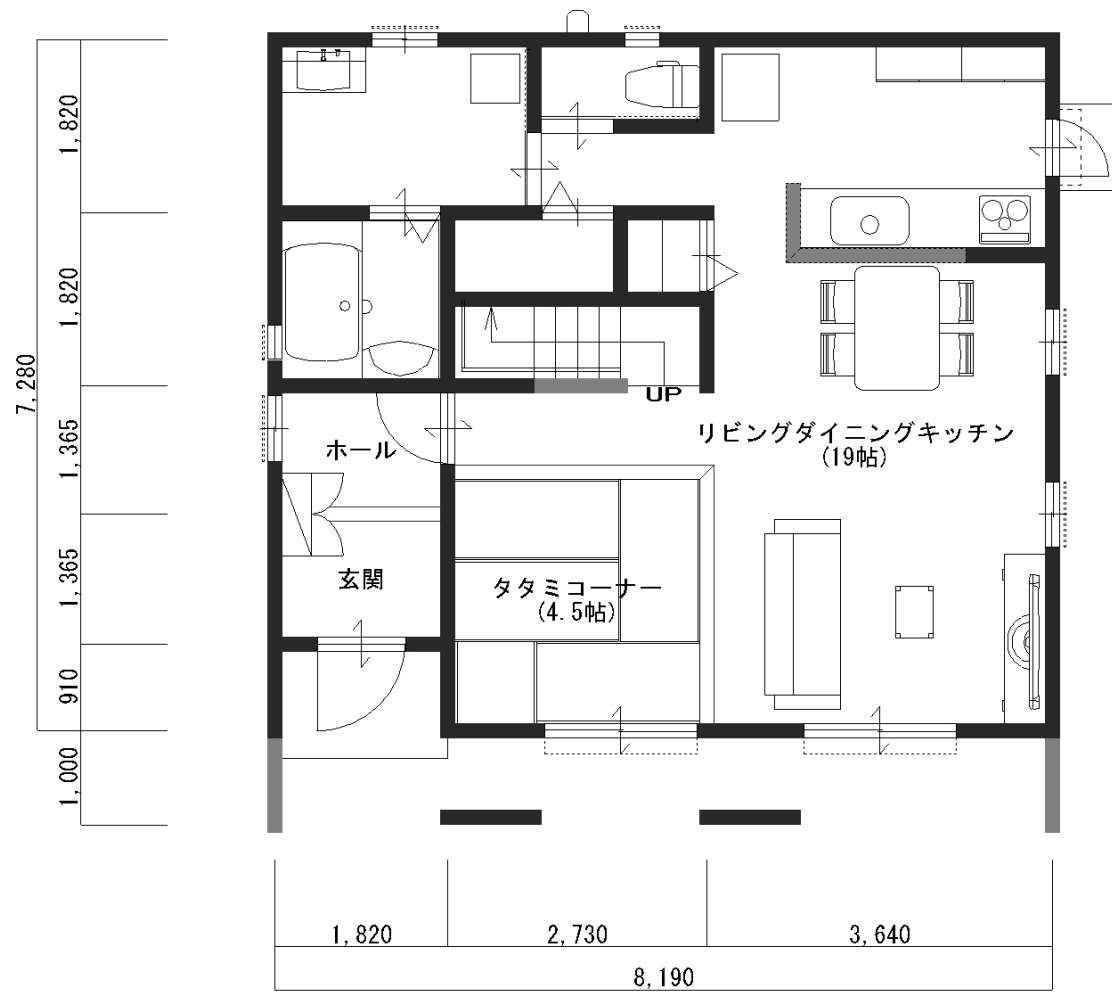 1,820
1,820
7,280
1,365
1,365
910
1,000
UP
リビングダイニングキッチン
(19帖)
ホール
玄関
タタミコーナー
(4.5帖)
1,820
2,730
3,640
8,190